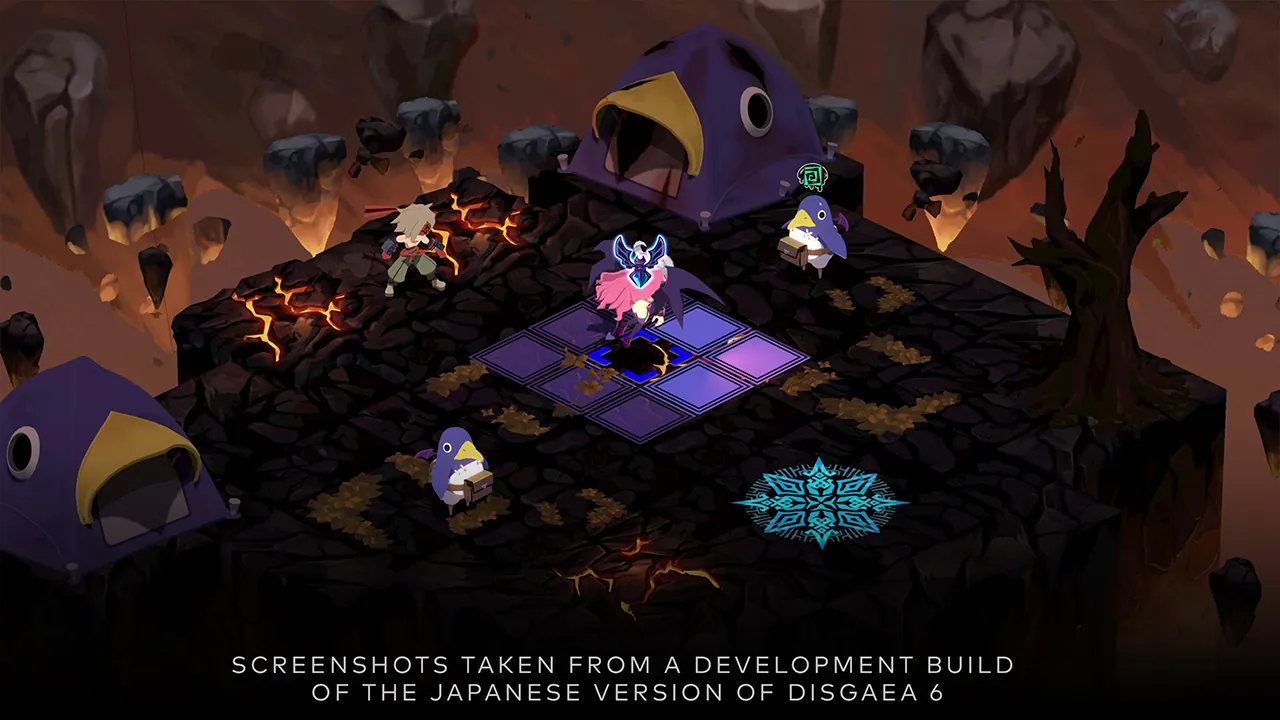 SCREENSHOTS TAKEN FROM A DEVELOPMENT BUILD
OF THE JAPANESE VERSION OF DISGAEA 6